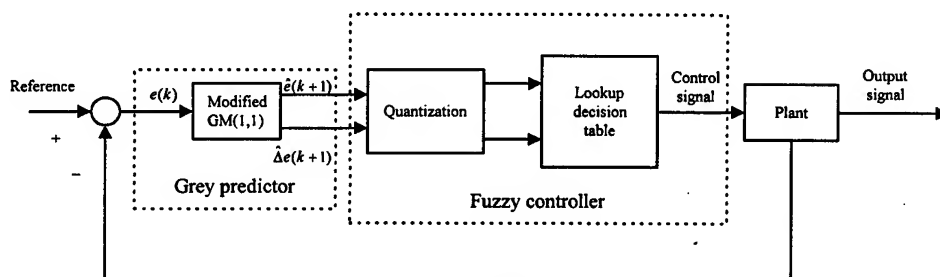 Reference
+
−
e(k)
Modified
GM(1,1)
ê(k+1)
Δ̂e(k+1)
Grey predictor
Quantization
Lookup
decision
table
Fuzzy controller
Control
signal
Plant
Output
signal